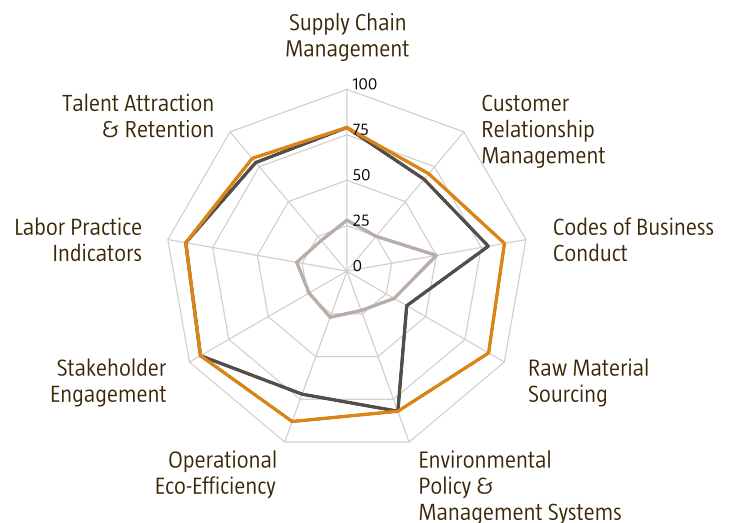 Supply Chain
Management
100
75
50
25
0
Customer
Relationship
Management
Codes of Business
Conduct
Raw Material
Sourcing
Environmental
Policy &
Management Systems
Operational
Eco-Efficiency
Stakeholder
Engagement
Labor Practice
Indicators
Talent Attraction
& Retention